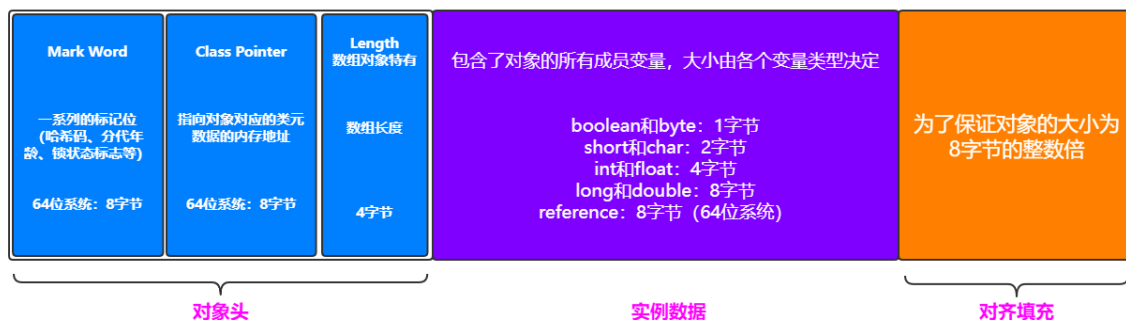 Mark Word
一系列的标记位
（哈希码、分代年
龄、锁状态标志等）
64位系统：8字节
Class Pointer
指向对象对应的类元
数据的内存地址
64位系统：8字节
Length
数组对象特有
数组长度
4字节
包含了对象的所有成员变量，大小由各个变量类型决定
boolean和byte：1字节
short和char：2字节
int和float：4字节
long和double：8字节
reference：8字节（64位系统）
为了保证对象的大小为
8字节的整数倍
对象头
实例数据
对齐填充